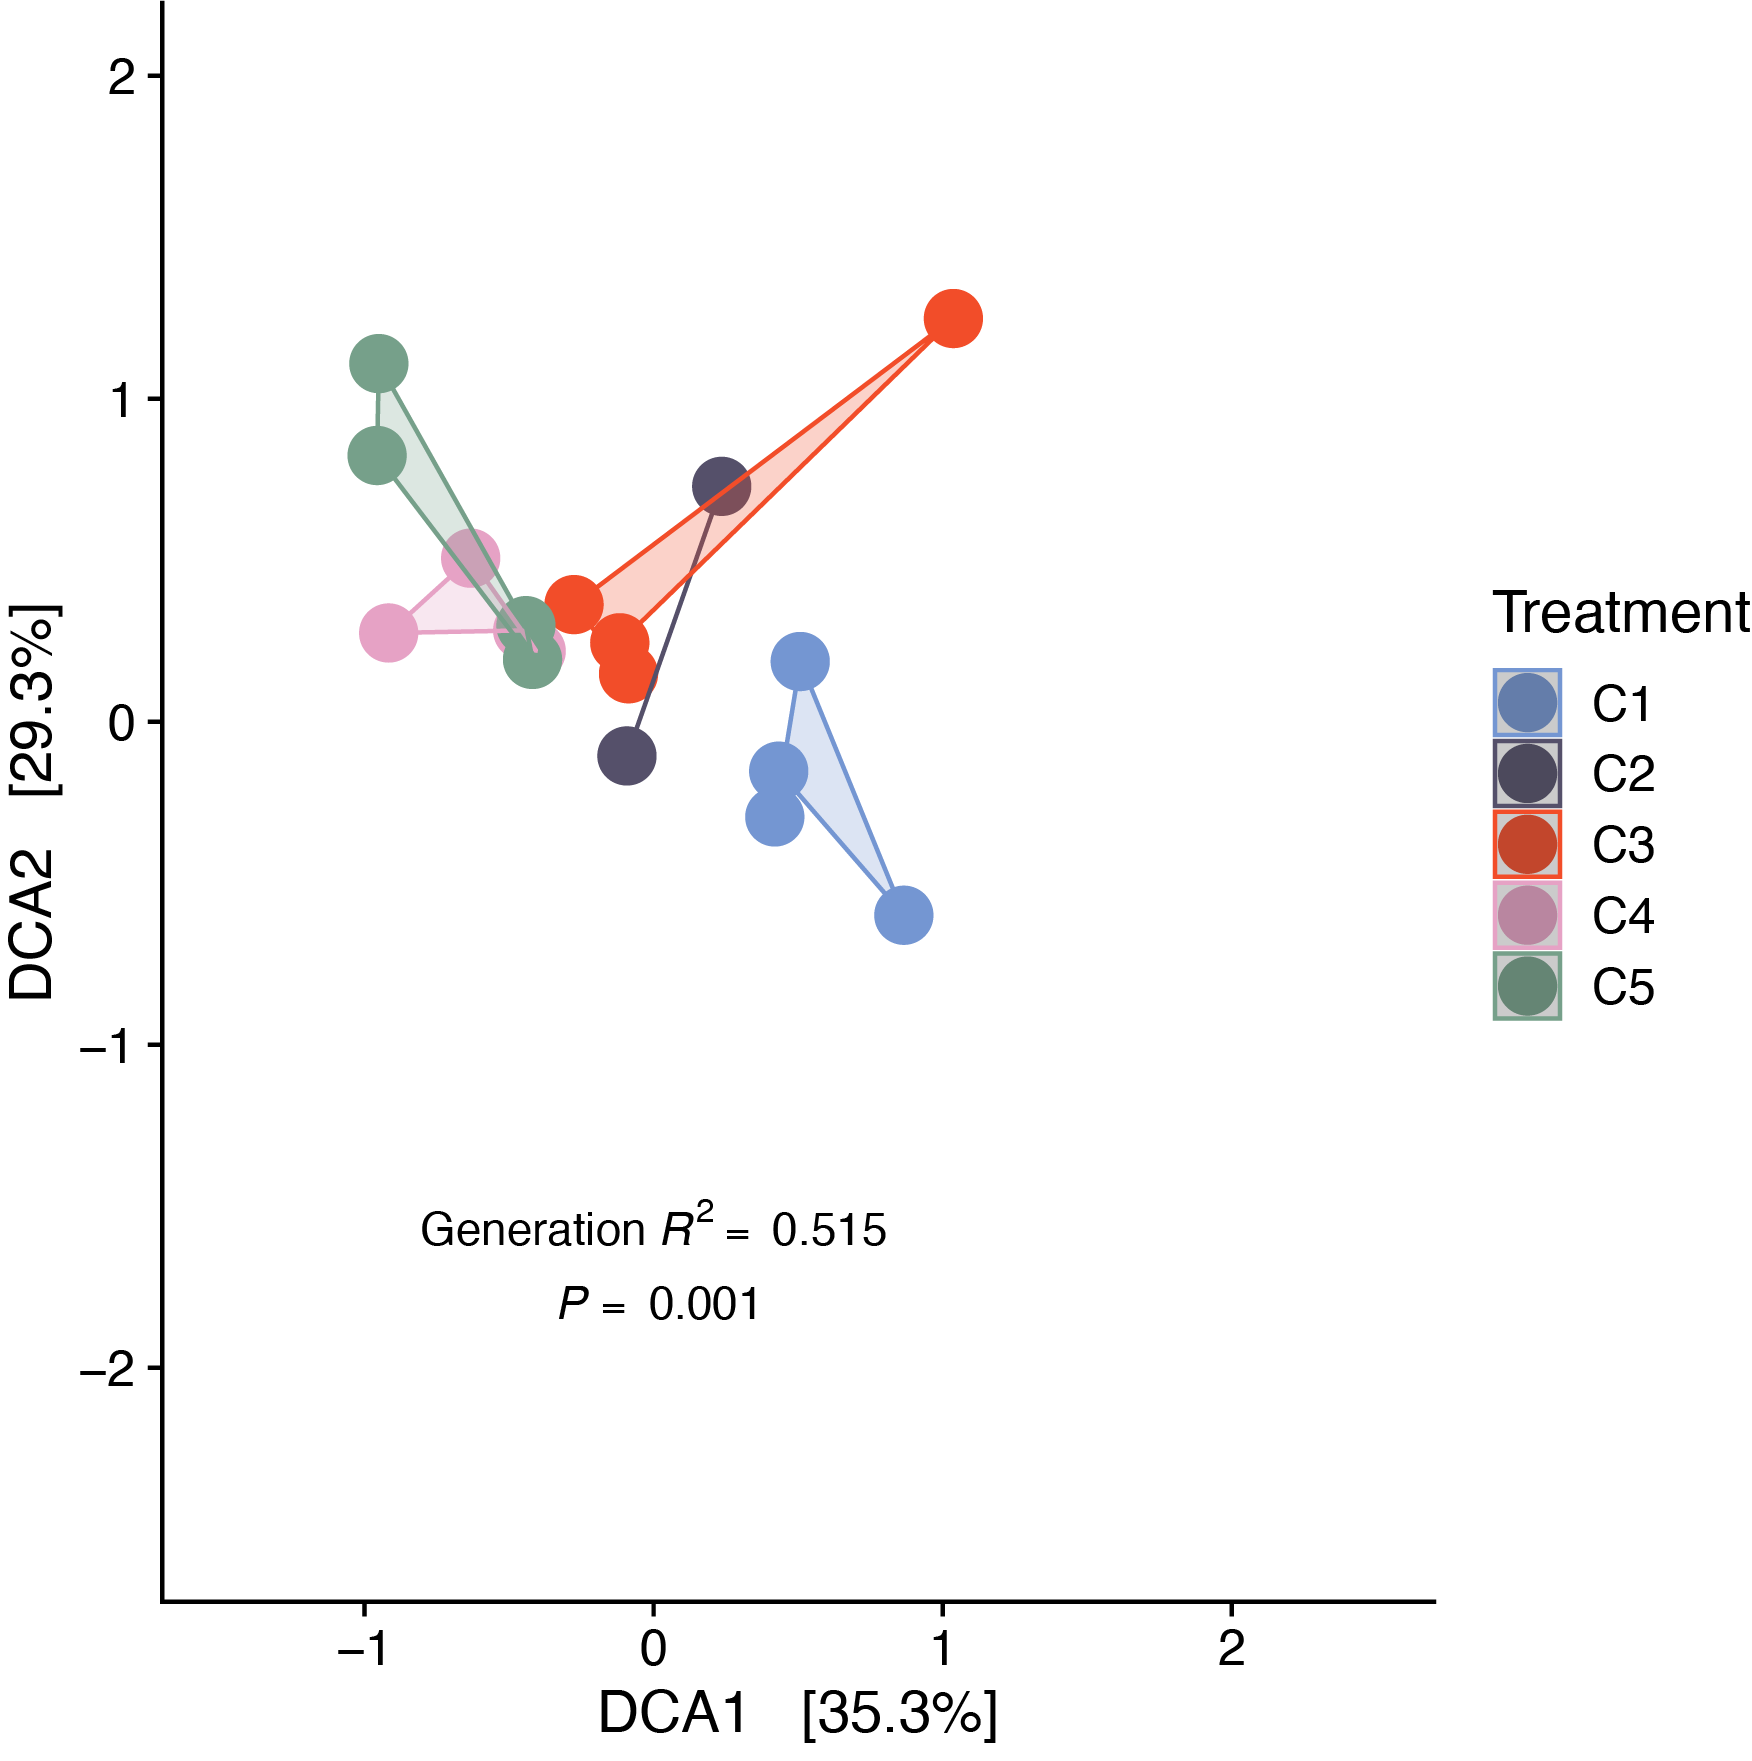 2
1
0
−1
−2
DCA2 [29.3%]
Generation R² = 0.515
P = 0.001
−1 0 1 2
DCA1 [35.3%]
Treatment
C1
C2
C3
C4
C5